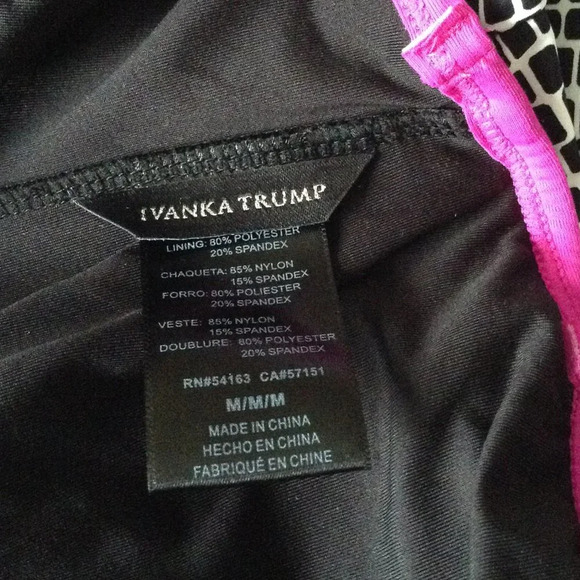 IVANKA TRUMP
LINING: 80% POLYESTER
20% SPANDEX
CHAQUETA: 85% NYLON
15% SPANDEX
FORRO: 80% POLIESTER
20% SPANDEX
VESTE: 85% NYLON
15% SPANDEX
DOUBLURE: 80% POLYESTER
20% SPANDEX
RN#54163 CA#57151
M/M/M
MADE IN CHINA
HECHO EN CHINA
FABRIQUÉ EN CHINE